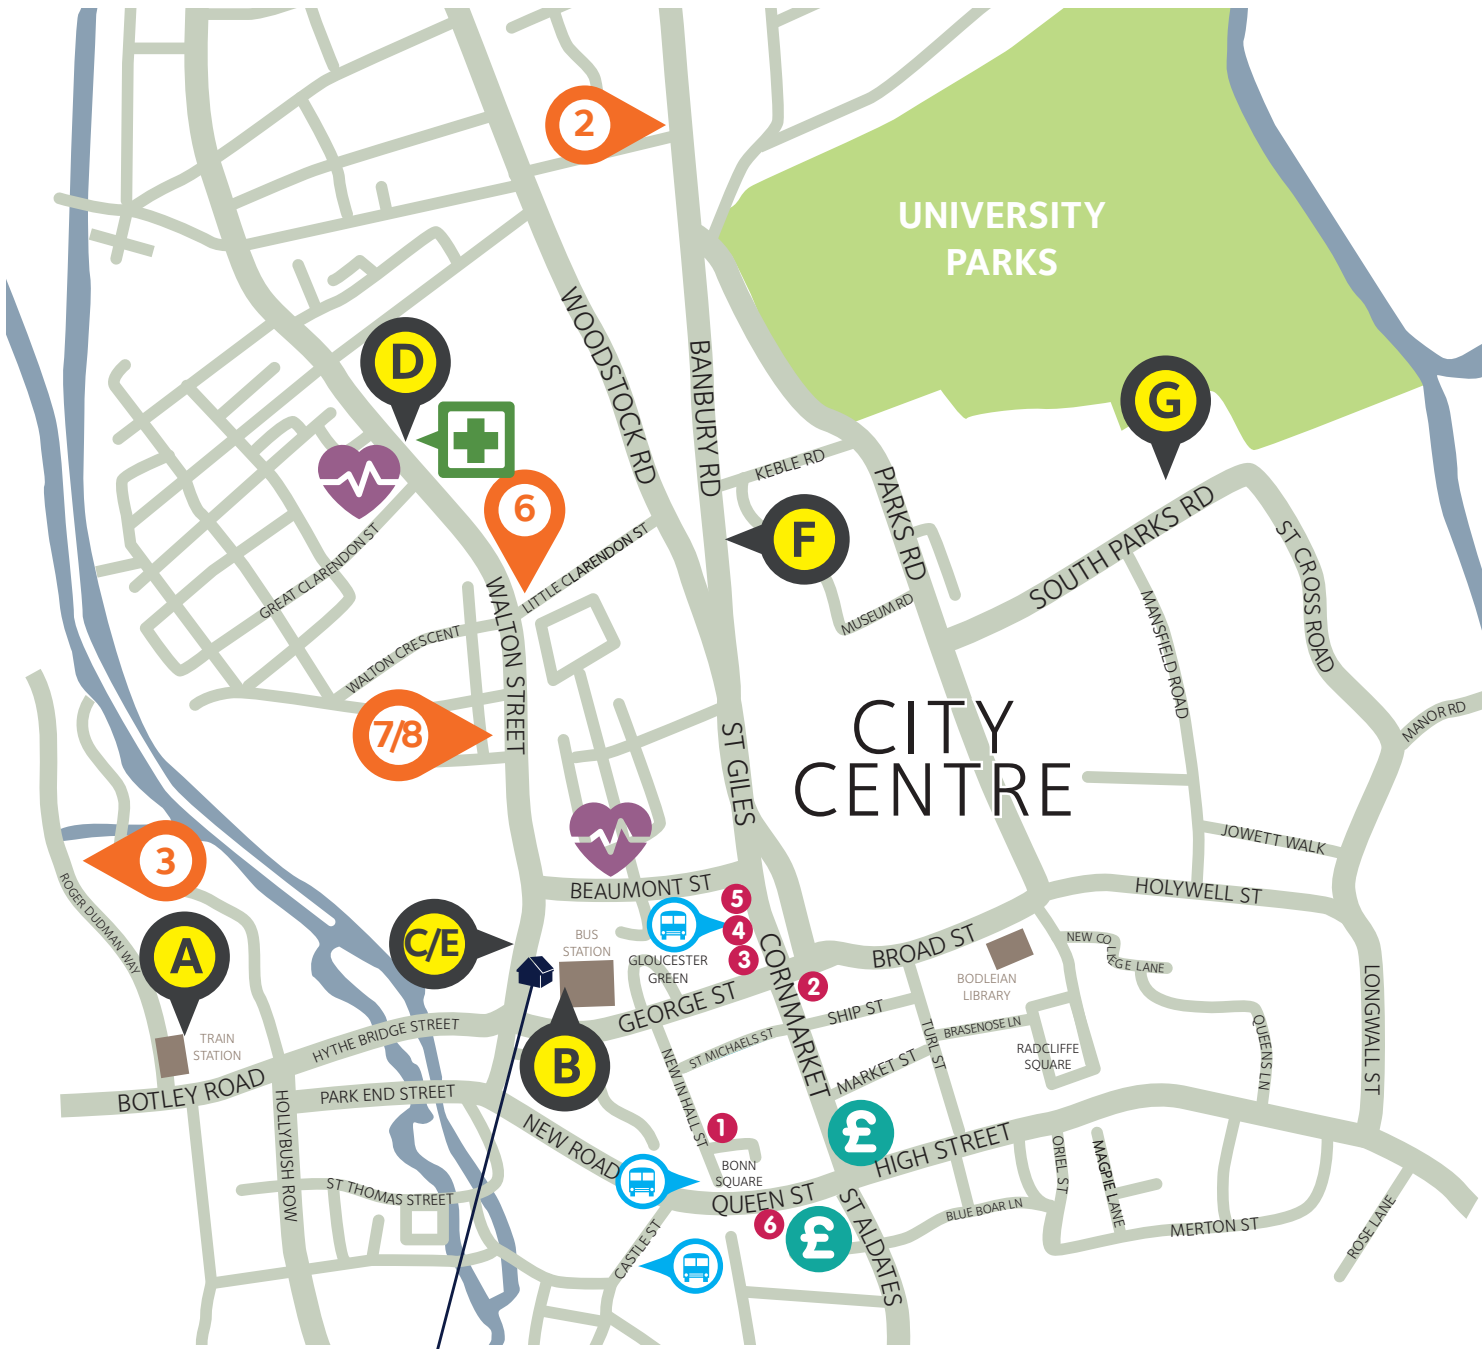 2
UNIVERSITY
PARKS
WOODSTOCK RD
BANBURY RD
D
G
6
KEBLE RD
PARKS RD
F
SOUTH PARKS RD
ST CROSS ROAD
GREAT CLARENDON ST
LITTLE CLARENDON ST
WALTON STREET
MUSEUM RD
MANSFIELD ROAD
WALTON CRESCENT
MANOR RD
7/8
CITY
CENTRE
ST GILES
3
ROGER DUDMAN WAY
JOWETT WALK
BEAUMONT ST
HOLYWELL ST
5
4
3
2
A
C/E
BUS
STATION
GLOUCESTER
GREEN
CORNMARKET
BROAD ST
NEW COLLEGE LANE
BODLEIAN
LIBRARY
LONGWALL ST
GEORGE ST
SHIP ST
TRAIN
STATION
HYTHE BRIDGE STREET
ST MICHAELS ST
TURL ST
BRASENOSE LN
RADCLIFFE
SQUARE
QUEENS LN
B
NEW IN HALL ST
MARKET ST
BOTLEY ROAD
HOLLYBUSH ROW
PARK END STREET
NEW ROAD
1
£
HIGH STREET
ORIEL ST
MAGPIE LANE
BONN
SQUARE
ST THOMAS STREET
QUEEN ST
6
£
ST ALDATES
BLUE BOAR LN
MERTON ST
ROSE LANE
CASTLE ST